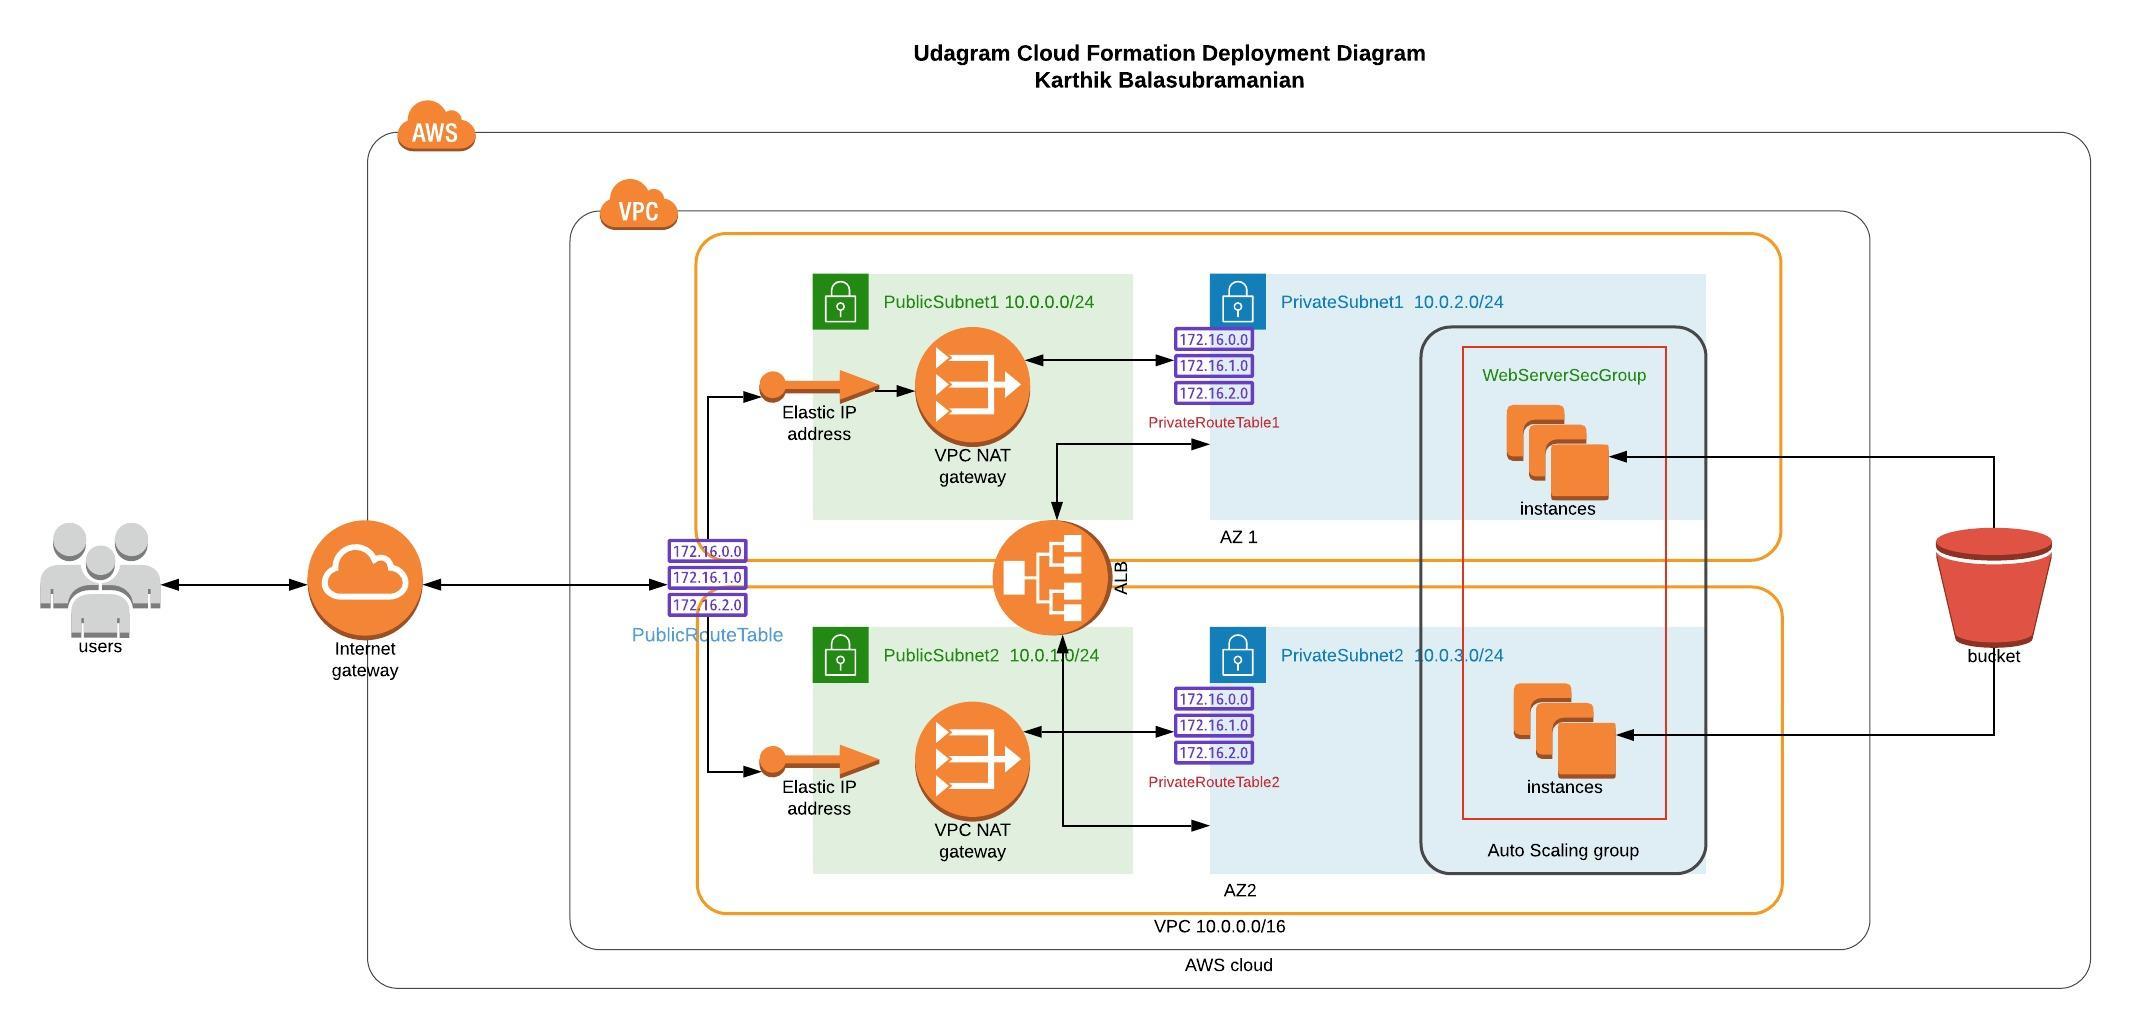 Udagram Cloud Formation Deployment Diagram
Karthik Balasubramanian
AWS
VPC
PublicSubnet1 10.0.0.0/24
PrivateSubnet1 10.0.2.0/24
172.16.0.0
172.16.1.0
172.16.2.0
PrivateRouteTable1
WebServerSecGroup
Elastic IP
address
VPC NAT
gateway
instances
AZ 1
172.16.0.0
172.16.1.0
172.16.2.0
PublicRouteTable
ALB
users
Internet
gateway
bucket
PublicSubnet2 10.0.1.0/24
PrivateSubnet2 10.0.3.0/24
172.16.0.0
172.16.1.0
172.16.2.0
PrivateRouteTable2
Elastic IP
address
VPC NAT
gateway
instances
Auto Scaling group
AZ2
VPC 10.0.0.0/16
AWS cloud